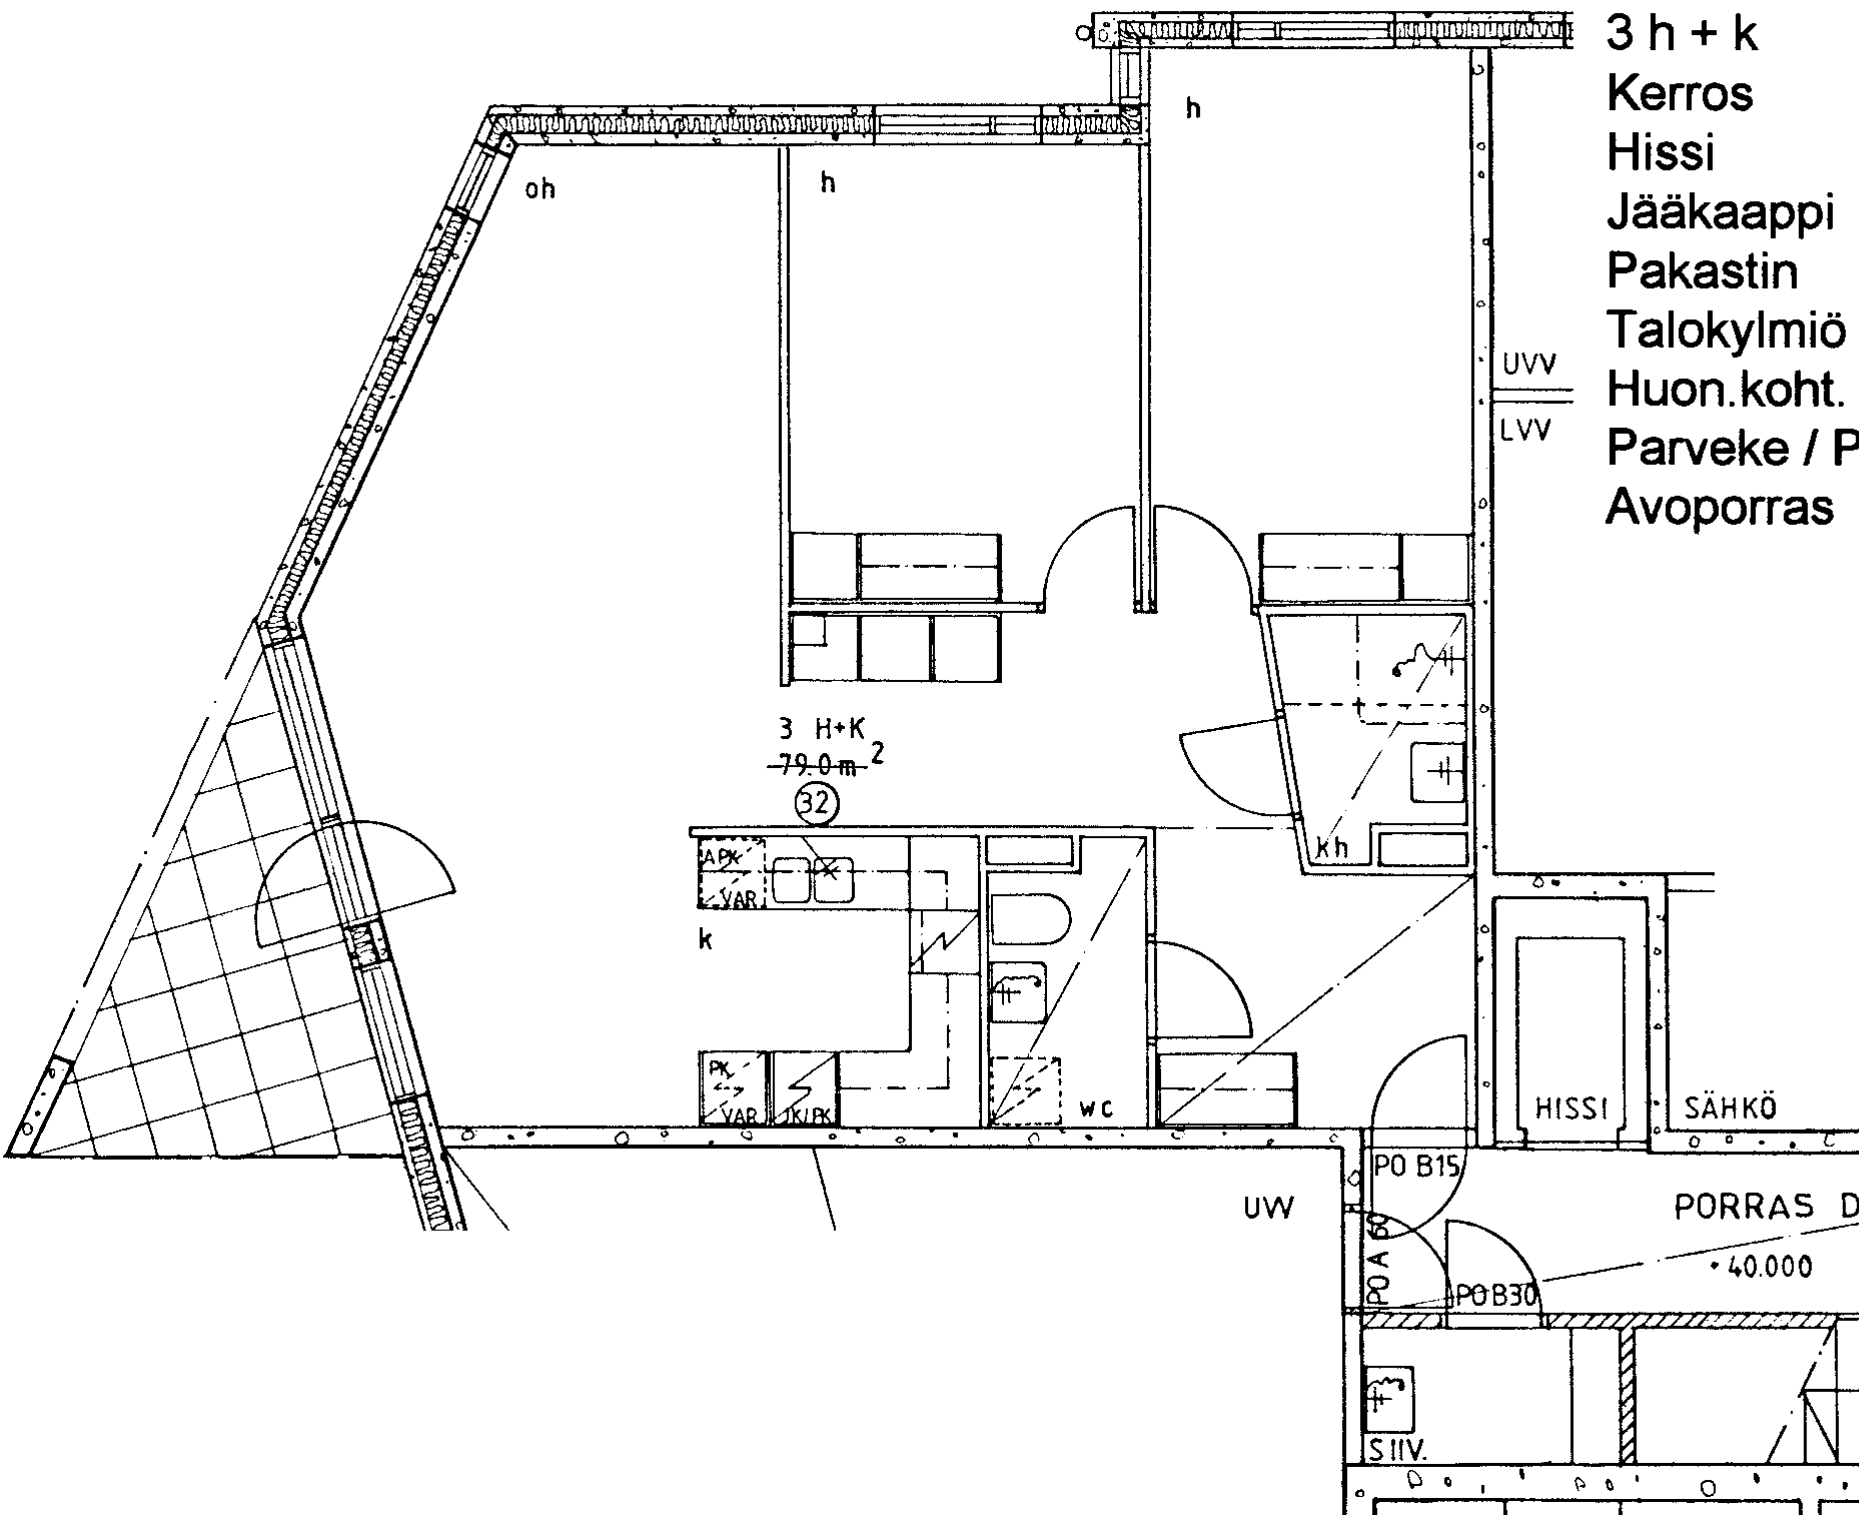 3 h + k
Kerros
Hissi
Jääkaappi
Pakastin
Talokylmiö
Huon.koht.
Parveke / P
Avoporras
h
oh
h
UVV
LVV
3 H+K
79.0 m²
32
kh
APK
VAR
k
PK
VAR
JK/PK
WC
HISSI
SÄHKÖ
PO B15
UVV
PORRAS D
PO A 60
40.000
PO B30
SIIV.